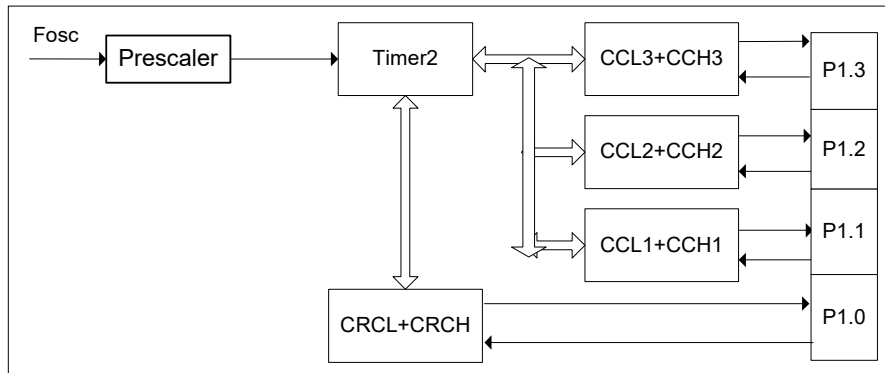 Fosc
Prescaler
Timer2
CCL3+CCH3
P1.3
CCL2+CCH2
P1.2
CCL1+CCH1
P1.1
CRCL+CRCH
P1.0